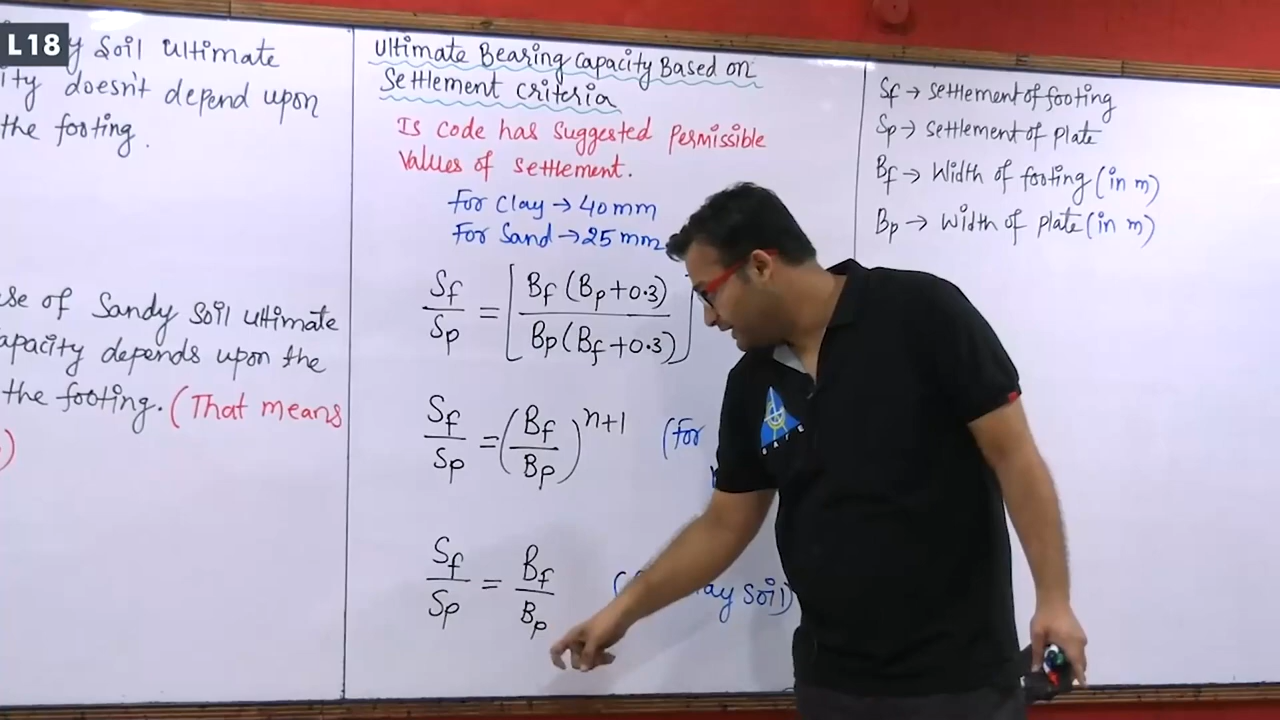 L18
y Soil Ultimate
ity doesn't depend upon
the footing.
se of Sandy Soil Ultimate
apacity depends upon the
the footing. (That means
)
Ultimate Bearing Capacity Based on
Settlement Criteria
Is code has suggested Permissible
Values of settlement.
For Clay → 40mm
For Sand → 25 mm
Sf/Sp = [Bf (Bp+0.3) / Bp(Bf+0.3)]
Sf/Sp = (Bf/Bp)^n+1 (for
Sf/Sp = Bf/Bp ( ay Soil)
Sf → settlement of footing
Sp → settlement of plate
Bf → Width of footing (in m)
Bp → width of plate (in m)
GATE